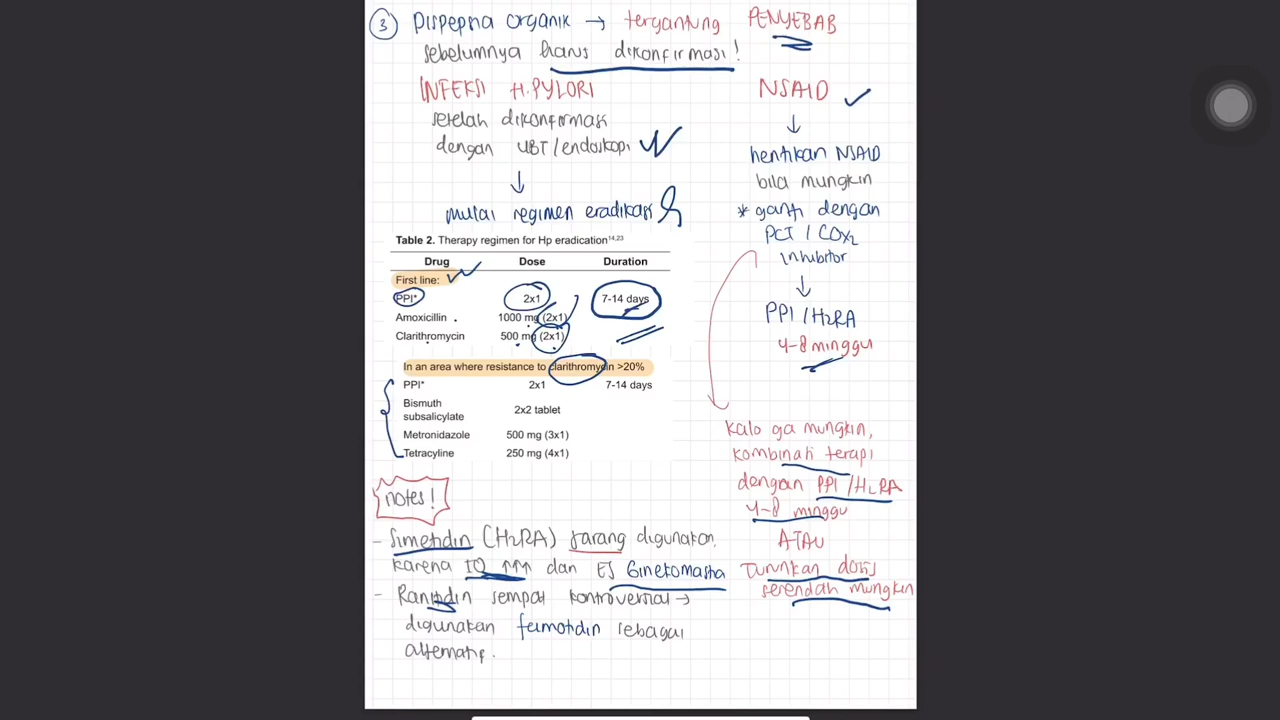 3 Dispepsia organik → tergantung PENYEBAB
sebelumnya harus dikonfirmasi!
INFEKSI H. PYLORI
setelah dikonfirmasi
dengan UBT/endoskopi
↓
mulai regimen eradikasi
Table 2. Therapy regimen for Hp eradication14,23
Drug Dose Duration
First line:
PPI* 2x1 7-14 days
Amoxicillin 1000 mg (2x1)
Clarithromycin 500 mg (2x1)
In an area where resistance to clarithromycin >20%
PPI* 2x1 7-14 days
Bismuth
subsalicylate 2x2 tablet
Metronidazole 500 mg (3x1)
Tetracyline 250 mg (4x1)
NSAID
↓
hentikan NSAID
bila mungkin
* ganti dengan
PCT / COX2
inhibitor
↓
PPI /H2RA
4-8 minggu
kalo ga mungkin,
kombinasi terapi
dengan PPI /H2RA
4-8 minggu
ATAU
Turunkan dosis
serendah mungkin
notes!
- Simetidin (H2RA) jarang digunakan
karena IO ↑↑↑ dan ES Ginekomastia
- Ranitidin sempat kontroversial →
digunakan famotidin sebagai
alternatif.